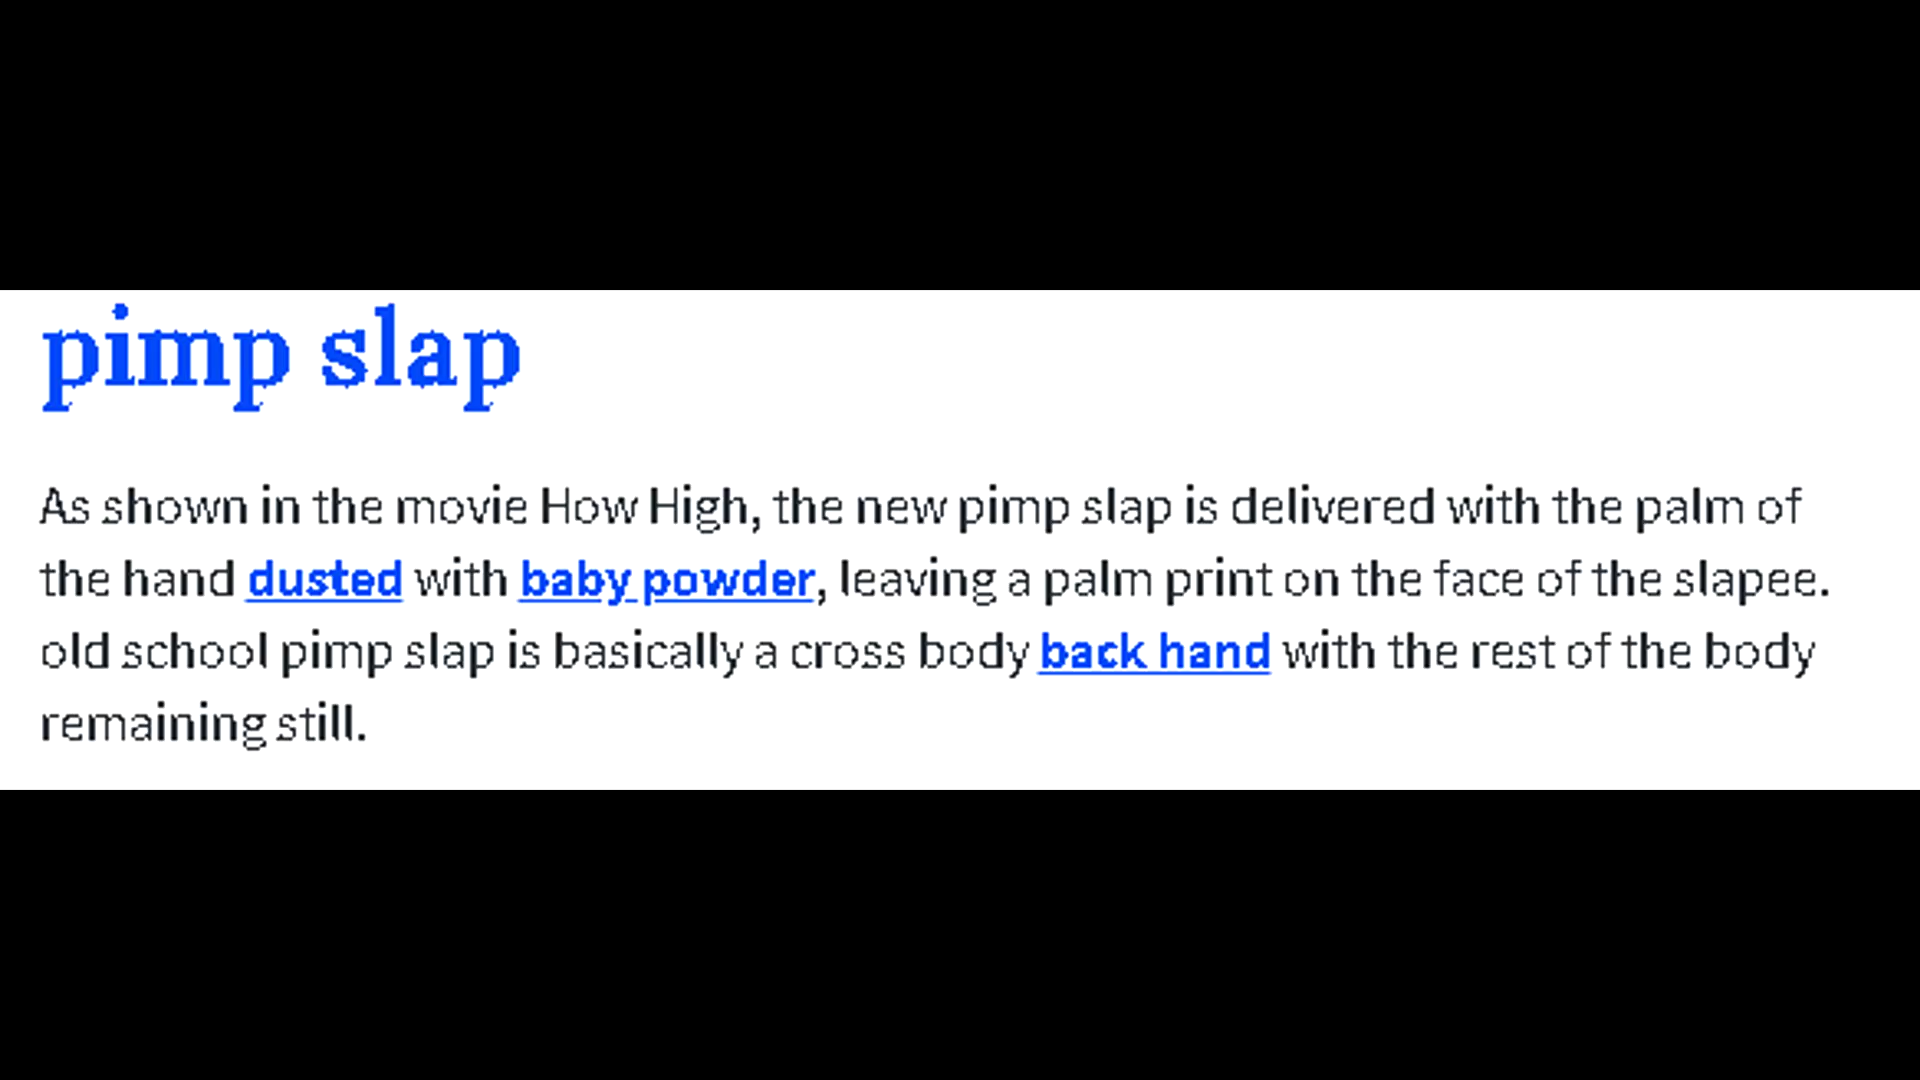 pimp slap
As shown in the movie How High, the new pimp slap is delivered with the palm of
the hand dusted with baby powder, leaving a palm print on the face of the slapee.
old school pimp slap is basically a cross body back hand with the rest of the body
remaining still.